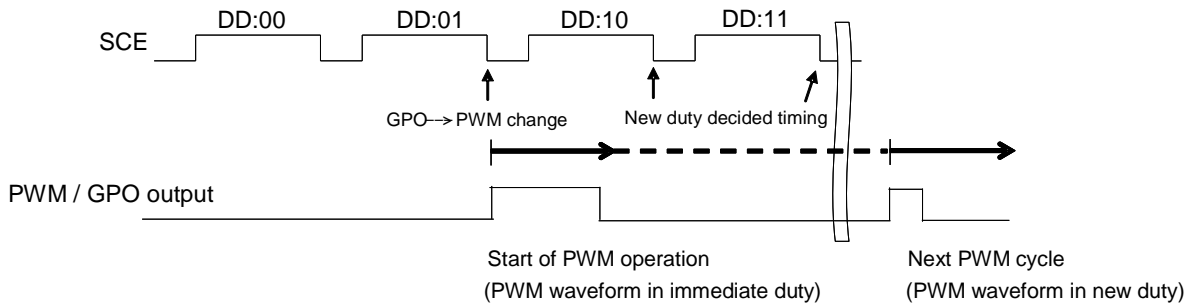 DD:00 DD:01 DD:10 DD:11
SCE
GPO---> PWM change New duty decided timing
PWM / GPO output
Start of PWM operation Next PWM cycle
(PWM waveform in immediate duty) (PWM waveform in new duty)